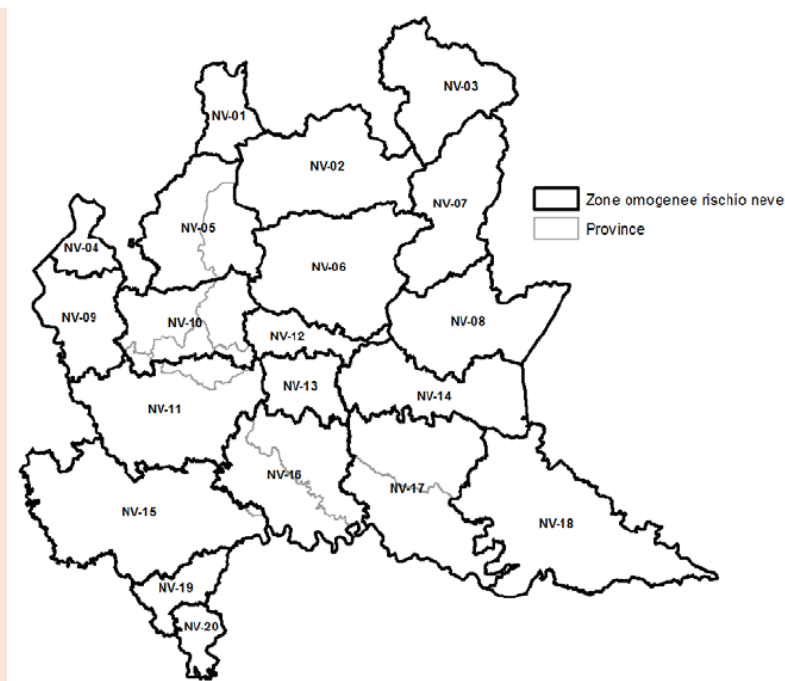 NV-03
NV-01
NV-02
NV-07
Zone omogenee rischio neve
Province
NV-05
NV-04
NV-06
NV-09
NV-10
NV-08
NV-12
NV-13
NV-14
NV-11
NV-16
NV-17
NV-15
NV-18
NV-19
NV-20